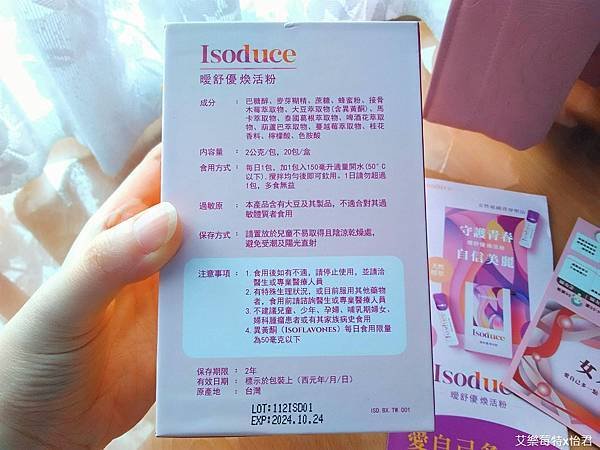 Isoduce
曖舒優煥活粉
成分：巴糖醇、麥芽糊精、蔗糖、蜂蜜粉、接骨
木莓萃取物、大豆萃取物(含異黃酮)、馬
卡萃取物、泰國葛根萃取物、啤酒花萃取
物、葫蘆巴萃取物、蔓越莓萃取物、桂花
香料、檸檬酸、色胺酸
內容量：2公克/包，20包/盒
食用方式：每日1包，加1包入150毫升適量開水(50°C
以下)，攪拌均勻後即可飲用。1日請勿超過
1包，多食無益
過敏原：本產品含有大豆及其製品，不適合對其過
敏體質者食用
保存方式：請置放於兒童不易取得且陰涼乾燥處，
避免受潮及陽光直射
注意事項：1. 食用後如有不適，請停止使用，並請洽
醫生或專業醫療人員
2. 有特殊生理狀況，或目前服用其他藥物
者，食用前請諮詢醫生或專業醫療人員
3. 不建議兒童、少年、孕婦、哺乳期婦女、
婦科腫瘤患者或有其家族病史食用
4. 異黃酮(ISOFLAVONES)每日食用限量
為50毫克以下
保存期限：2年
有效日期：標示於包裝上(西元年/月/日)
原產地：台灣
LOT:112ISD01
EXP:2024.10.24
ISD.BX.TW.001
守護青春
自信美麗
Isoduce
Isoduce
曖舒優煥活粉
愛自己
女
艾樂莓特x怡君